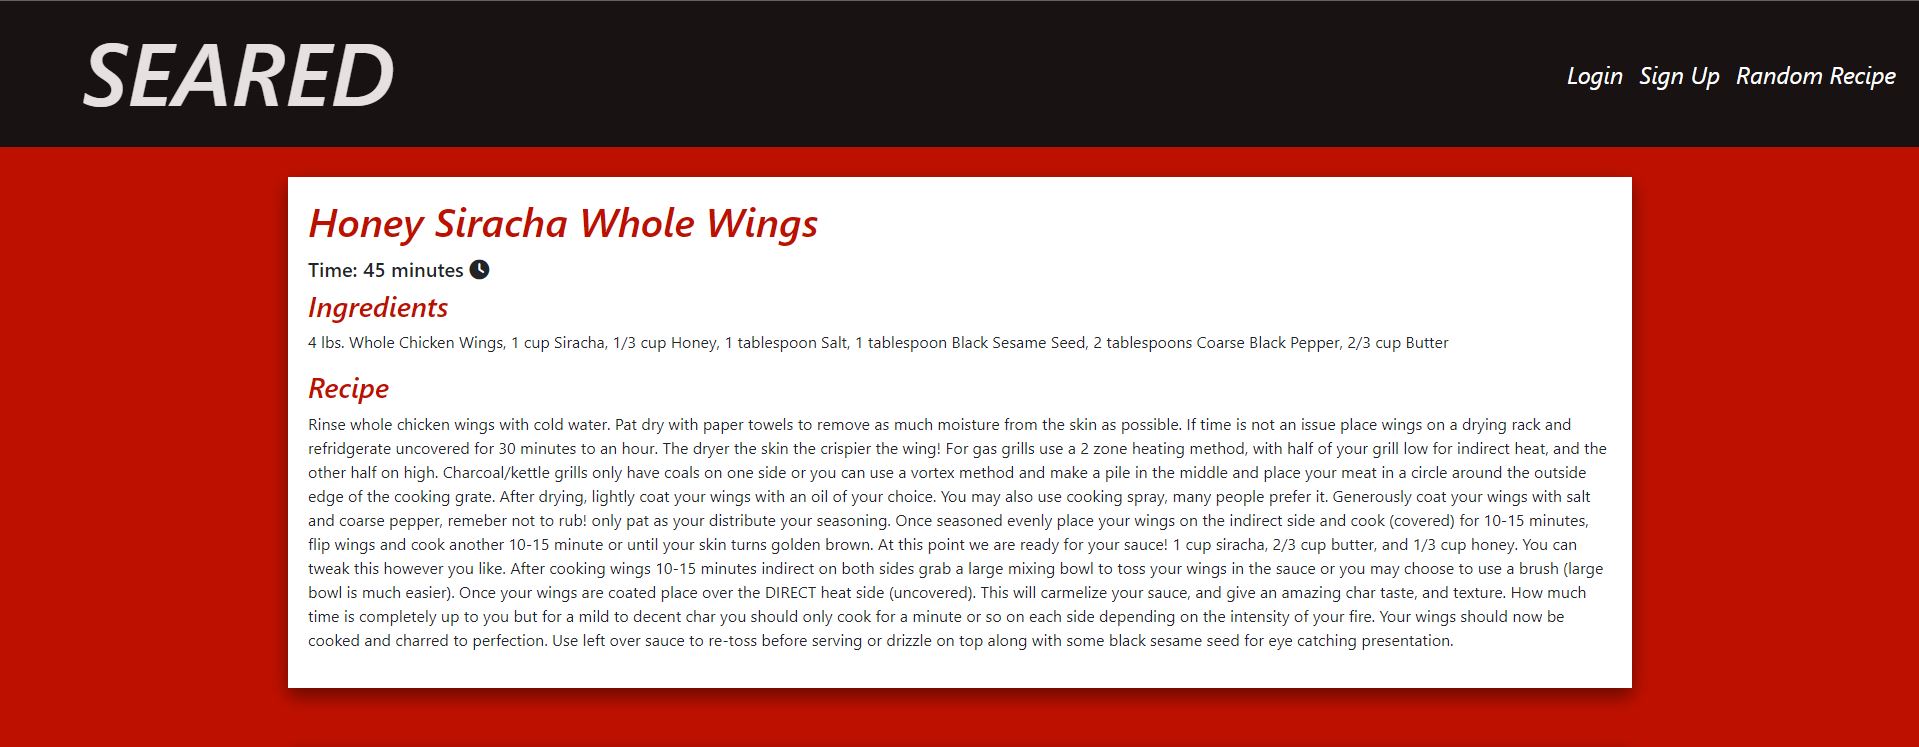 SEARED
Login Sign Up Random Recipe
Honey Siracha Whole Wings
Time: 45 minutes
Ingredients
4 lbs. Whole Chicken Wings, 1 cup Siracha, 1/3 cup Honey, 1 tablespoon Salt, 1 tablespoon Black Sesame Seed, 2 tablespoons Coarse Black Pepper, 2/3 cup Butter
Recipe
Rinse whole chicken wings with cold water. Pat dry with paper towels to remove as much moisture from the skin as possible. If time is not an issue place wings on a drying rack and
refridgerate uncovered for 30 minutes to an hour. The dryer the skin the crispier the wing! For gas grills use a 2 zone heating method, with half of your grill low for indirect heat, and the
other half on high. Charcoal/kettle grills only have coals on one side or you can use a vortex method and make a pile in the middle and place your meat in a circle around the outside
edge of the cooking grate. After drying, lightly coat your wings with an oil of your choice. You may also use cooking spray, many people prefer it. Generously coat your wings with salt
and coarse pepper, remeber not to rub! only pat as your distribute your seasoning. Once seasoned evenly place your wings on the indirect side and cook (covered) for 10-15 minutes,
flip wings and cook another 10-15 minute or until your skin turns golden brown. At this point we are ready for your sauce! 1 cup siracha, 2/3 cup butter, and 1/3 cup honey. You can
tweak this however you like. After cooking wings 10-15 minutes indirect on both sides grab a large mixing bowl to toss your wings in the sauce or you may choose to use a brush (large
bowl is much easier). Once your wings are coated place over the DIRECT heat side (uncovered). This will carmelize your sauce, and give an amazing char taste, and texture. How much
time is completely up to you but for a mild to decent char you should only cook for a minute or so on each side depending on the intensity of your fire. Your wings should now be
cooked and charred to perfection. Use left over sauce to re-toss before serving or drizzle on top along with some black sesame seed for eye catching presentation.